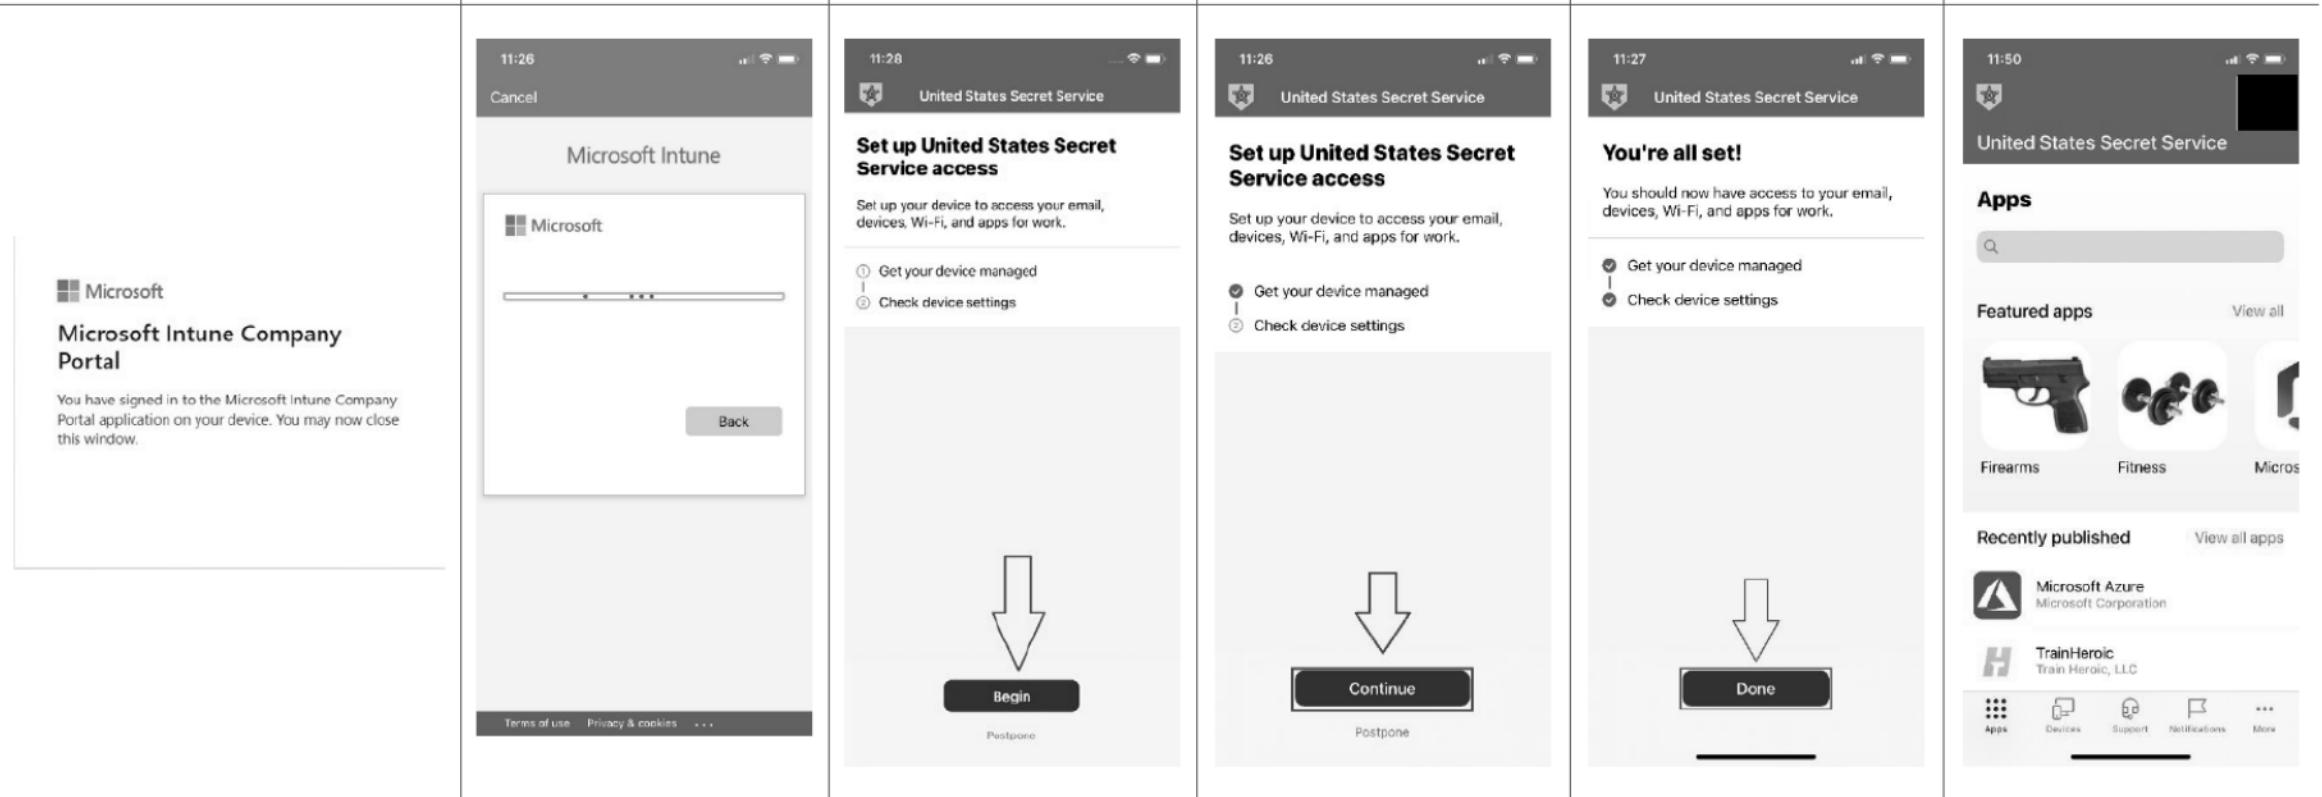 Microsoft
Microsoft Intune Company
Portal
You have signed in to the Microsoft Intune Company
Portal application on your device. You may now close
this window.
11:26
Cancel
Microsoft Intune
Microsoft
Back
Terms of use Privacy & cookies ...
11:28
United States Secret Service
Set up United States Secret
Service access
Set up your device to access your email,
devices, Wi-Fi, and apps for work.
1 Get your device managed
2 Check device settings
Begin
Postpone
11:26
United States Secret Service
Set up United States Secret
Service access
Set up your device to access your email,
devices, Wi-Fi, and apps for work.
Get your device managed
2 Check device settings
Continue
Postpone
11:27
United States Secret Service
You're all set!
You should now have access to your email,
devices, Wi-Fi, and apps for work.
Get your device managed
Check device settings
Done
11:50
United States Secret Service
Apps
Featured apps View all
Firearms Fitness Micros
Recently published View all apps
Microsoft Azure
Microsoft Corporation
TrainHeroic
Train Heroic, LLC
Apps Devices Support Notifications More